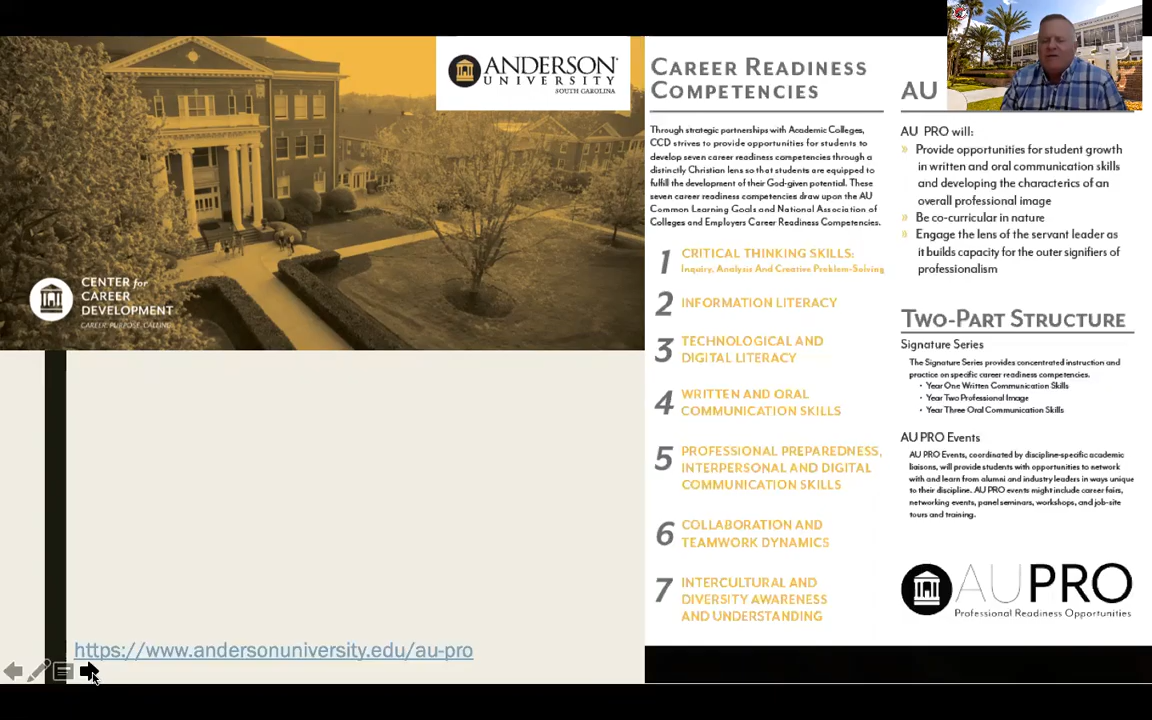 ANDERSON
UNIVERSITY
SOUTH CAROLINA
CENTER for
CAREER
DEVELOPMENT
CAREER. PURPOSE. CALLING.
https://www.andersonuniversity.edu/au-pro
CAREER READINESS
COMPETENCIES
Through strategic partnerships with Academic Colleges,
CCD strives to provide opportunities for students to
develop seven career readiness competencies through a
distinctly Christian lens so that students are equipped to
fulfill the development of their God-given potential. These
seven career readiness competencies draw upon the AU
Common Learning Goals and National Association of
Colleges and Employers Career Readiness Competencies.
1 CRITICAL THINKING SKILLS:
Inquiry, Analysis And Creative Problem-Solving
2 INFORMATION LITERACY
3 TECHNOLOGICAL AND
DIGITAL LITERACY
4 WRITTEN AND ORAL
COMMUNICATION SKILLS
5 PROFESSIONAL PREPAREDNESS,
INTERPERSONAL AND DIGITAL
COMMUNICATION SKILLS
6 COLLABORATION AND
TEAMWORK DYNAMICS
7 INTERCULTURAL AND
DIVERSITY AWARENESS
AND UNDERSTANDING
AU
AU PRO will:
» Provide opportunities for student growth
in written and oral communication skills
and developing the characterics of an
overall professional image
» Be co-curricular in nature
» Engage the lens of the servant leader as
it builds capacity for the outer signifiers of
professionalism
TWO-PART STRUCTURE
Signature Series
The Signature Series provides concentrated instruction and
practice on specific career readiness competencies.
• Year One Written Communication Skills
• Year Two Professional Image
• Year Three Oral Communication Skills
AU PRO Events
AU PRO Events, coordinated by discipline-specific academic
liaisons, will provide students with opportunities to network
with and learn from alumni and industry leaders in ways unique
to their discipline. AU PRO events might include career fairs,
networking events, panel seminars, workshops, and job-site
tours and training.
AU PRO
Professional Readiness Opportunities